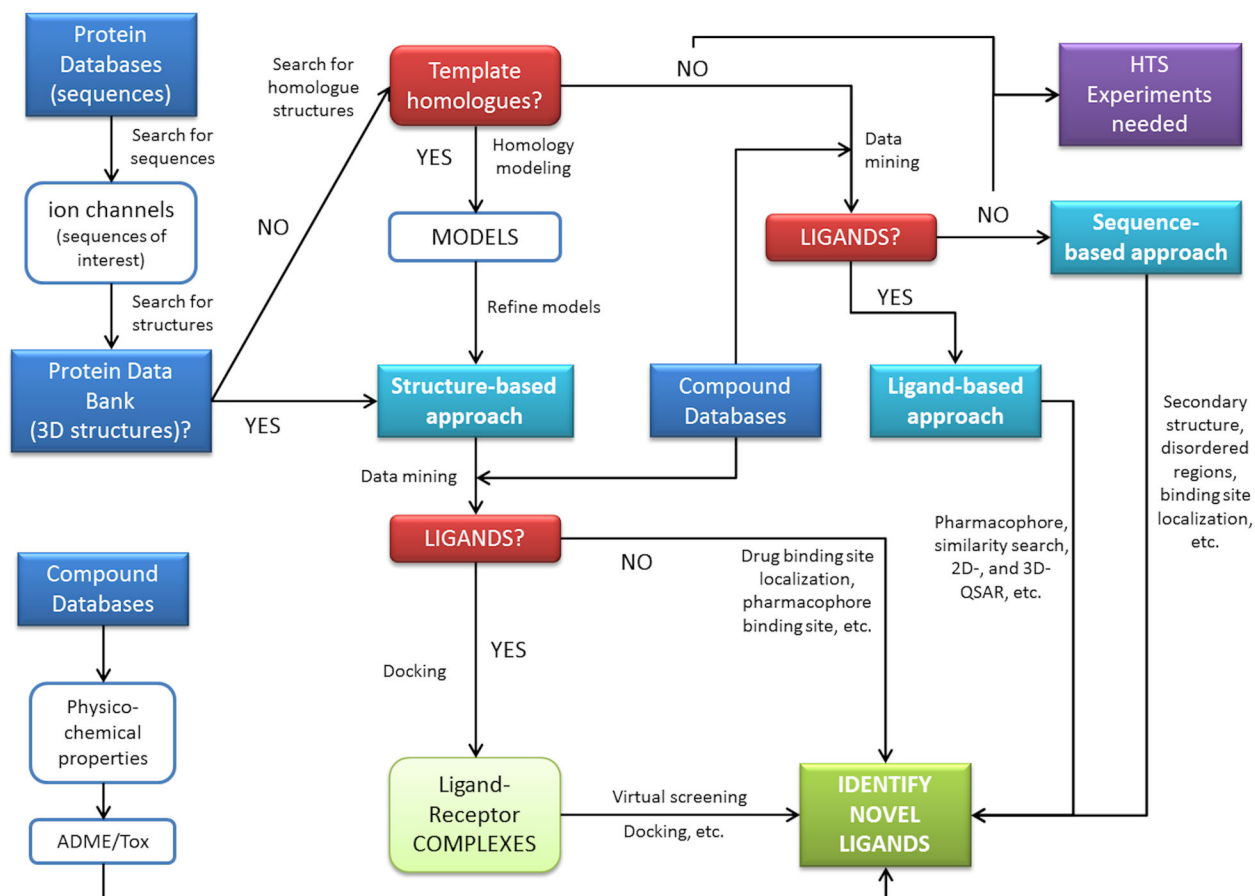 Protein
Databases
(sequences)
Search for
sequences
ion channels
(sequences of
interest)
Search for
structures
Protein Data
Bank
(3D structures)?
NO
YES
Search for
homologue
structures
Template
homologues?
NO
YES
Homology
modeling
MODELS
Refine models
Structure-based
approach
Data mining
LIGANDS?
NO
YES
Docking
Ligand-
Receptor
COMPLEXES
Virtual screening
Docking, etc.
Drug binding site
localization,
pharmacophore
binding site, etc.
Compound
Databases
Data
mining
LIGANDS?
NO
YES
HTS
Experiments
needed
Sequence-
based approach
Ligand-based
approach
Pharmacophore,
similarity search,
2D-, and 3D-
QSAR, etc.
Secondary
structure,
disordered
regions,
binding site
localization,
etc.
IDENTIFY
NOVEL
LIGANDS
Compound
Databases
Physico-
chemical
properties
ADME/Tox